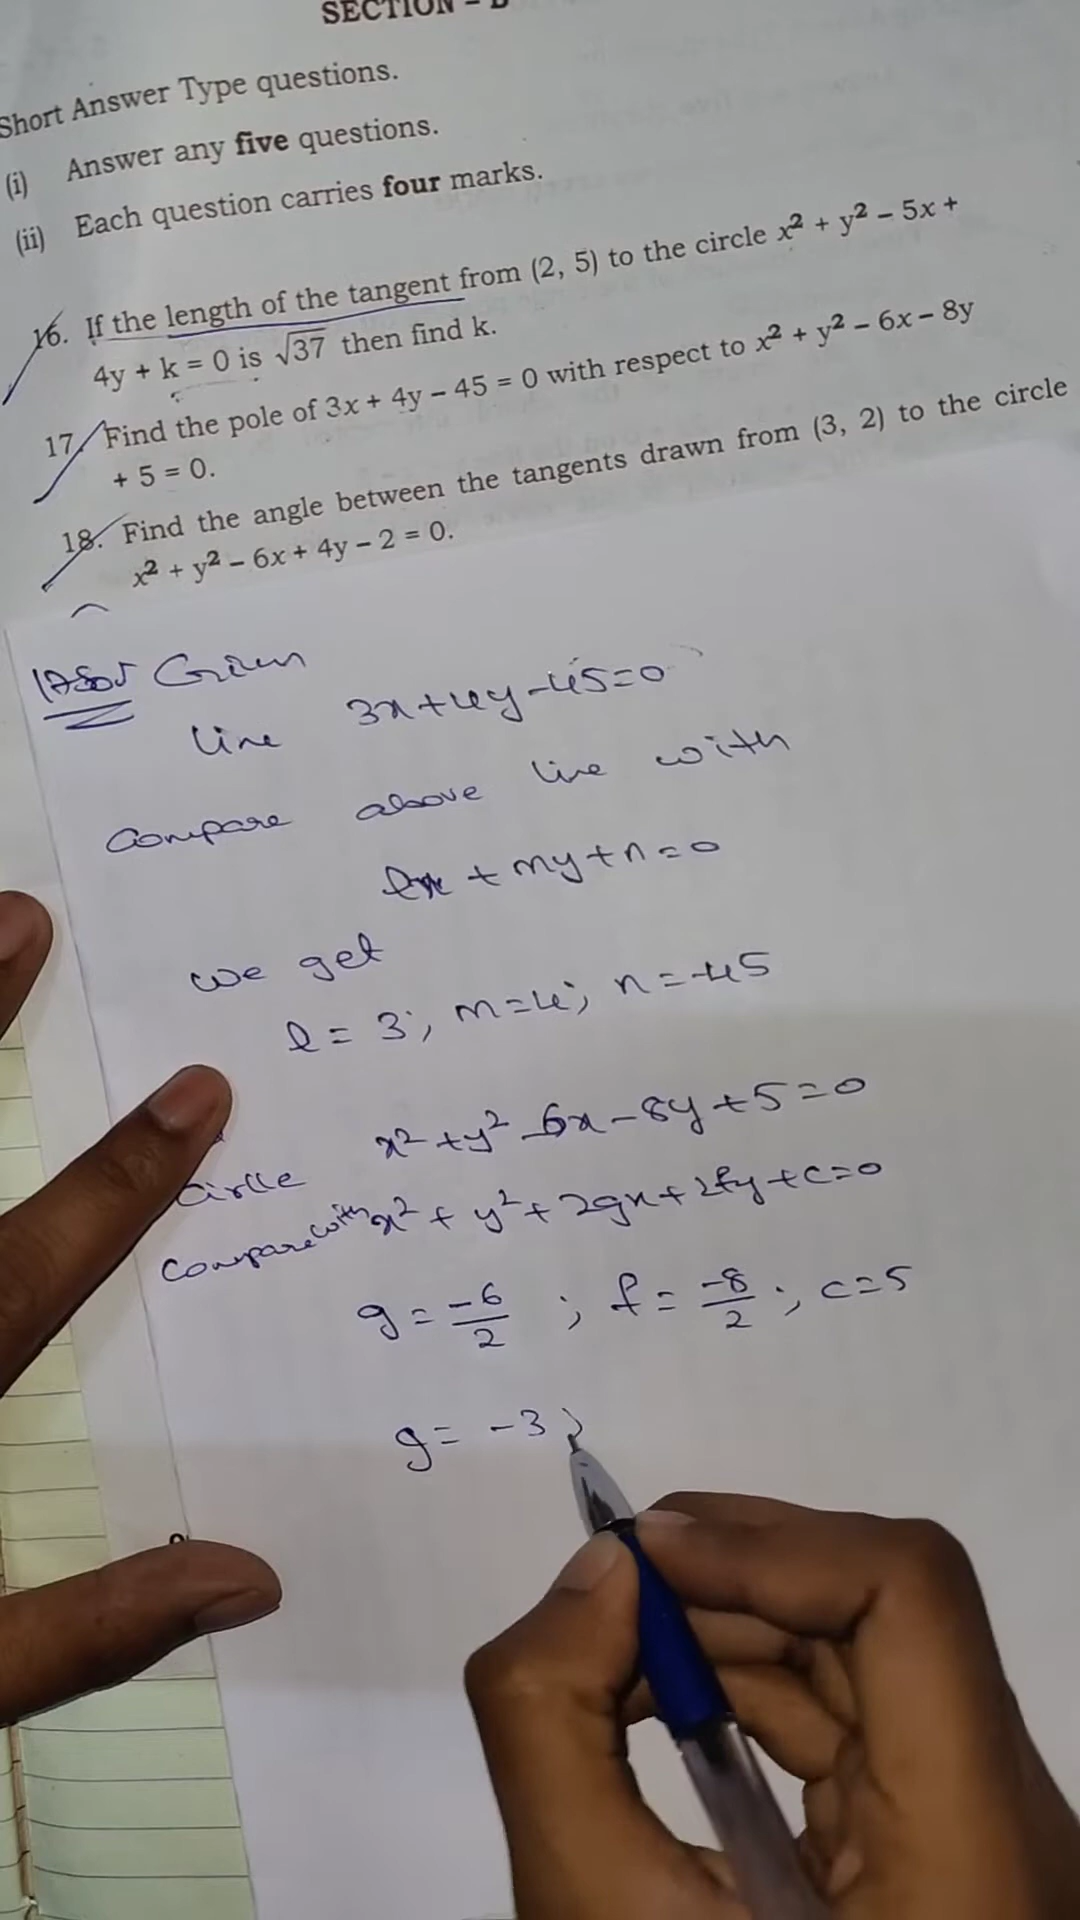 SECTION – B
Short Answer Type questions.
(i) Answer any five questions.
(ii) Each question carries four marks.
16. If the length of the tangent from (2, 5) to the circle x² + y² – 5x +
4y + k = 0 is √37 then find k.
17. Find the pole of 3x + 4y – 45 = 0 with respect to x² + y² – 6x – 8y
+ 5 = 0.
18. Find the angle between the tangents drawn from (3, 2) to the circle
x² + y² – 6x + 4y – 2 = 0.
17Sol Given
line 3x+4y-45=0
Compare above line with
lx + my+n=0
we get
l = 3; m=4; n=-45
Circle x²+y²-6x-8y+5=0
Compare with x² + y²+2gx+2fy+c=0
g = -6/2 ; f = -8/2 ; c=5
g = -3;